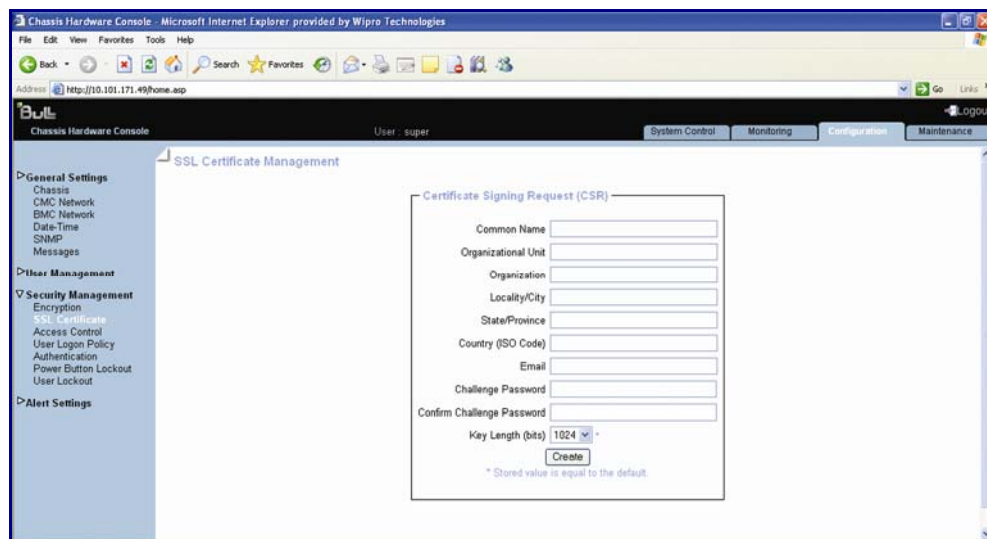 Chassis Hardware Console - Microsoft Internet Explorer provided by Wipro Technologies
File Edit View Favorites Tools Help
Back Search Favorites
Address http://10.101.171.49/home.asp Go Links
Bull Logou
Chassis Hardware Console User : super System Control Monitoring Configuration Maintenance
SSL Certificate Management
General Settings
Chassis
CMC Network
BMC Network
Date-Time
SNMP
Messages
User Management
Security Management
Encryption
SSL Certificate
Access Control
User Logon Policy
Authentication
Power Button Lockout
User Lockout
Alert Settings
Certificate Signing Request (CSR)
Common Name
Organizational Unit
Organization
Locality/City
State/Province
Country (ISO Code)
Email
Challenge Password
Confirm Challenge Password
Key Length (bits) 1024 *
Create
* Stored value is equal to the default.